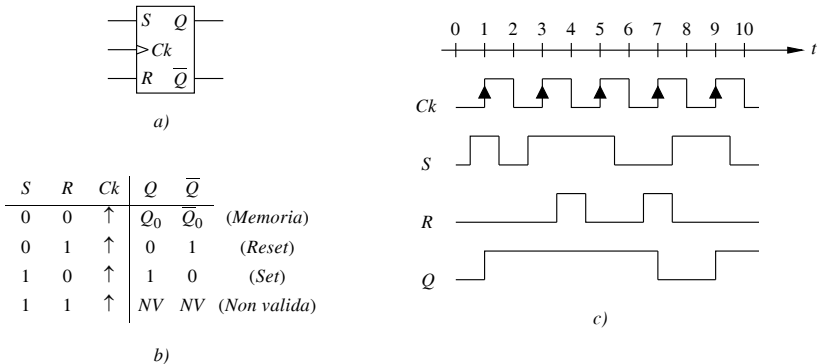 S Q
Ck
R Q̅
a)
S R Ck Q Q̅
0 0 ↑ Q₀ Q̅₀ (Memoria)
0 1 ↑ 0 1 (Reset)
1 0 ↑ 1 0 (Set)
1 1 ↑ NV NV (Non valida)
b)
0 1 2 3 4 5 6 7 8 9 10
t
Ck
S
R
Q
c)